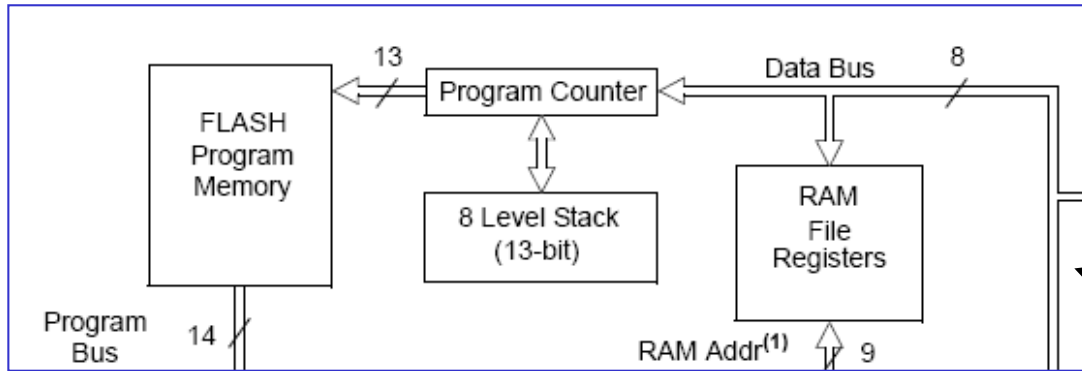 13
8
Data Bus
Program Counter
FLASH
Program
Memory
8 Level Stack
(13-bit)
RAM
File
Registers
Program
Bus
14
RAM Addr(1)
9